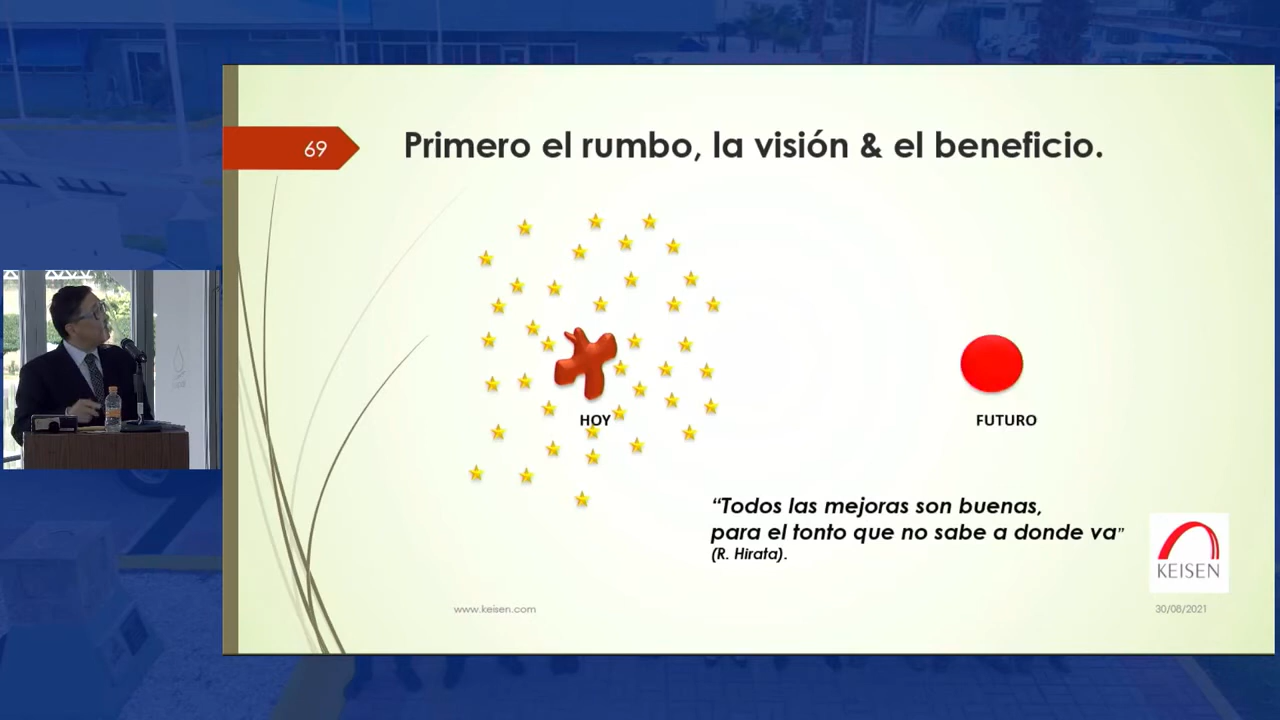 69
Primero el rumbo, la visión & el beneficio.
HOY
FUTURO
“Todos las mejoras son buenas,
para el tonto que no sabe a donde va”
(R. Hirata).
KEISEN
www.keisen.com
30/08/2021